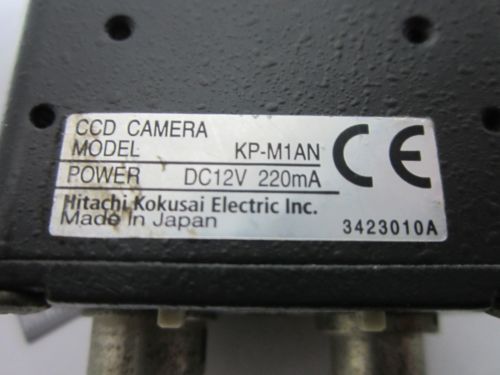 CCD CAMERA
MODEL KP-M1AN
POWER DC12V 220mA
Hitachi Kokusai Electric Inc.
Made In Japan
CE
3423010A